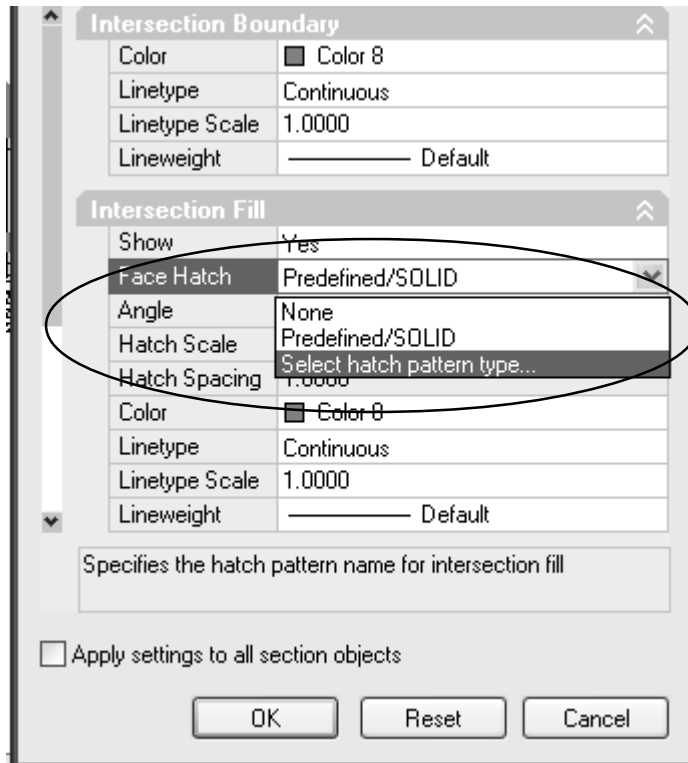 Intersection Boundary
Color Color 8
Linetype Continuous
Linetype Scale 1.0000
Lineweight Default
Intersection Fill
Show Yes
Face Hatch Predefined/SOLID
Angle None
Hatch Scale Predefined/SOLID
Select hatch pattern type...
Hatch Spacing 1.0000
Color Color 8
Linetype Continuous
Linetype Scale 1.0000
Lineweight Default
Specifies the hatch pattern name for intersection fill
Apply settings to all section objects
OK Reset Cancel